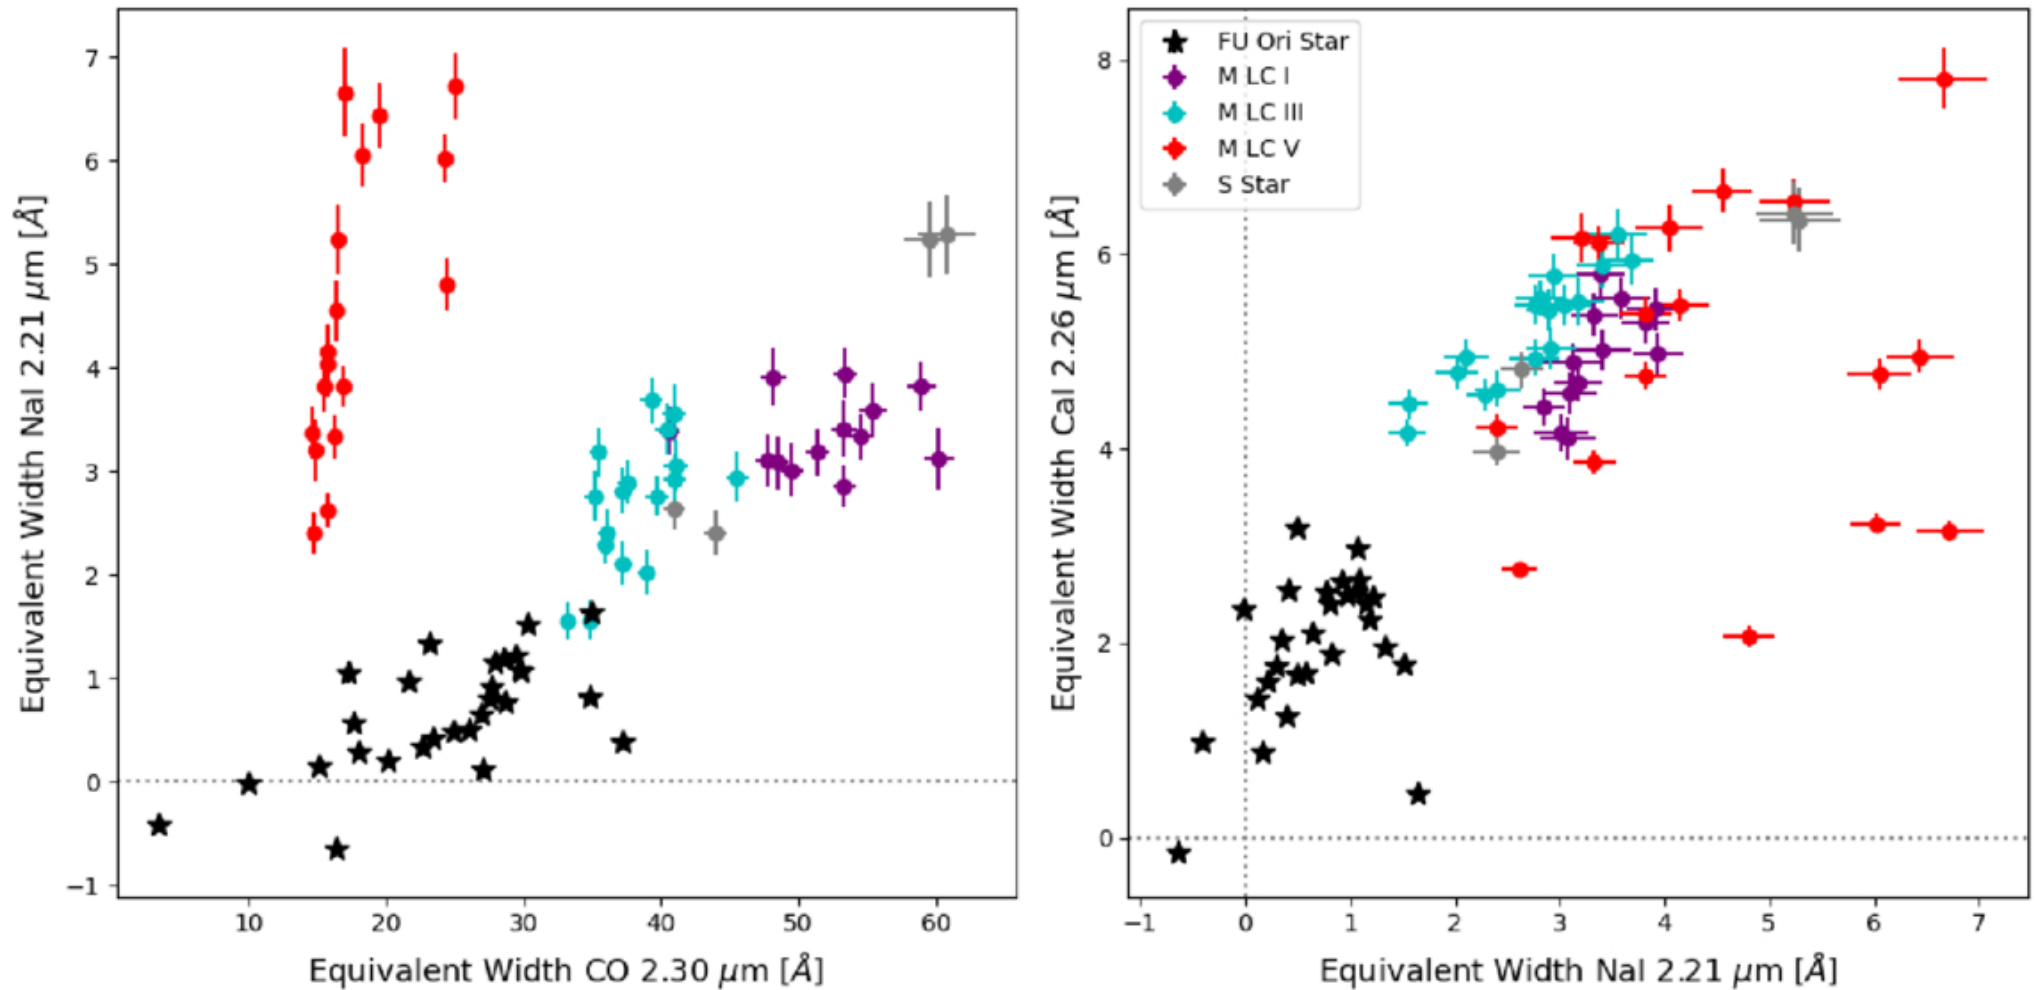 Equivalent Width NaI 2.21 μm [Å]
7
6
5
4
3
2
1
0
−1
10 20 30 40 50 60
Equivalent Width CO 2.30 μm [Å]
Equivalent Width CaI 2.26 μm [Å]
8
6
4
2
0
FU Ori Star
M LC I
M LC III
M LC V
S Star
−1 0 1 2 3 4 5 6 7
Equivalent Width NaI 2.21 μm [Å]